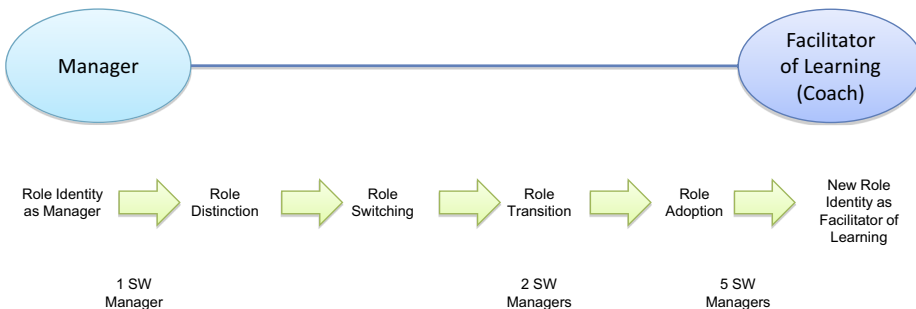 Manager
Facilitator
of Learning
(Coach)
Role Identity
as Manager
Role
Distinction
Role
Switching
Role
Transition
Role
Adoption
New Role
Identity as
Facilitator of
Learning
1 SW
Manager
2 SW
Managers
5 SW
Managers